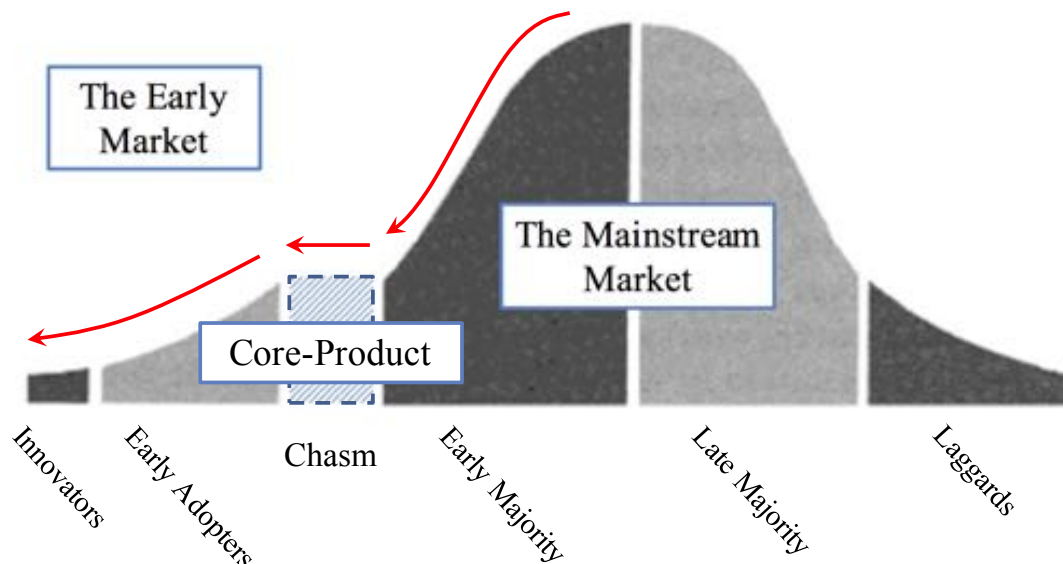 The Early
Market
The Mainstream
Market
Core-Product
Innovators
Early Adopters
Chasm
Early Majority
Late Majority
Laggards